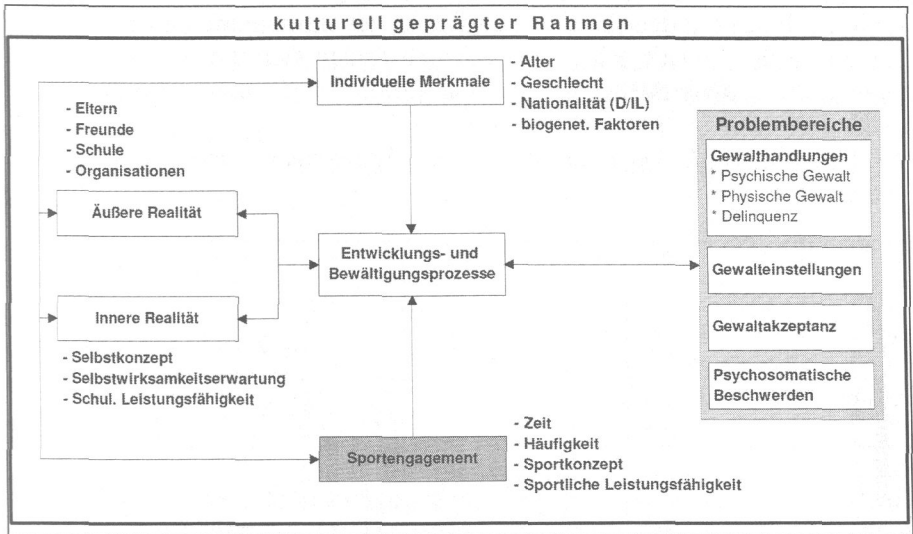 kulturell geprägter Rahmen
Individuelle Merkmale
- Alter
- Geschlecht
- Nationalität (D/IL)
- biogenet. Faktoren
- Eltern
- Freunde
- Schule
- Organisationen
Äußere Realität
Innere Realität
- Selbstkonzept
- Selbstwirksamkeitserwartung
- Schul. Leistungsfähigkeit
Entwicklungs- und
Bewältigungsprozesse
Sportengagement
- Zeit
- Häufigkeit
- Sportkonzept
- Sportliche Leistungsfähigkeit
Problembereiche
Gewalthandlungen
* Psychische Gewalt
* Physische Gewalt
* Delinquenz
Gewalteinstellungen
Gewaltakzeptanz
Psychosomatische
Beschwerden